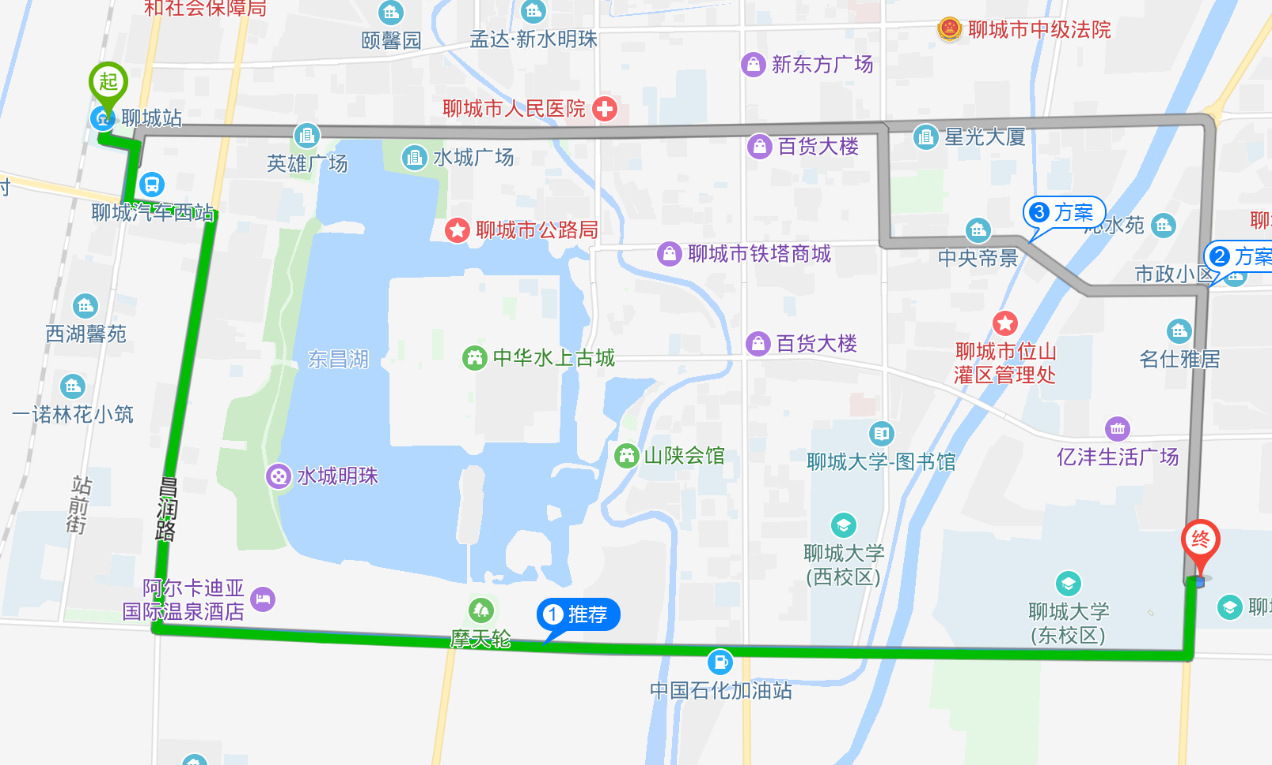 和社会保障局
颐馨园
孟达·新水明珠
聊城市中级法院
新东方广场
起
聊城站
聊城市人民医院
英雄广场
水城广场
百货大楼
星光大厦
村
聊城汽车西站
聊城市公路局
3 方案
沁水苑
聊
中央帝景
聊城市铁塔商城
2 方案
市政小区
西湖馨苑
东昌湖
中华水上古城
百货大楼
聊城市位山
灌区管理处
名仕雅居
一诺林花小筑
水城明珠
山陕会馆
聊城大学-图书馆
亿沣生活广场
站前街
昌润路
聊城大学
(西校区)
终
阿尔卡迪亚
国际温泉酒店
1 推荐
摩天轮
聊城大学
(东校区)
聊
中国石化加油站